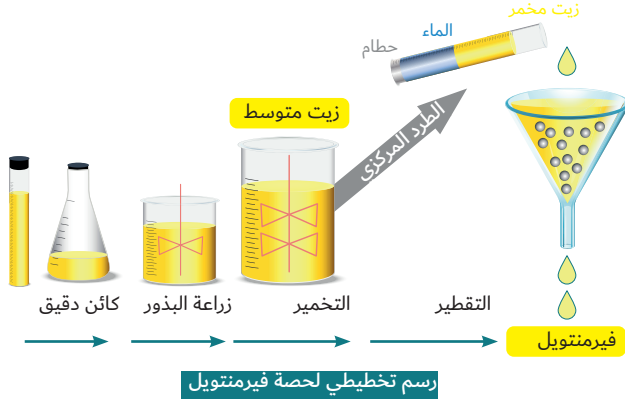 زيت مخمر
الماء
حطام
زيت متوسط
الطرد المركزي
كائن دقيق
زراعة البذور
التخمير
التقطير
فيرمنتويل
رسم تخطيطي لحصة فيرمنتويل